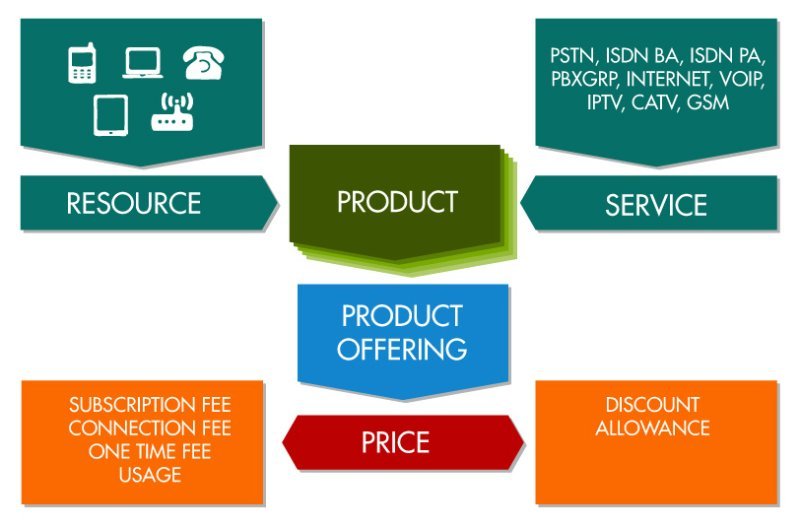 PSTN, ISDN BA, ISDN PA,
PBXGRP, INTERNET, VOIP,
IPTV, CATV, GSM
RESOURCE
PRODUCT
SERVICE
PRODUCT
OFFERING
SUBSCRIPTION FEE
CONNECTION FEE
ONE TIME FEE
USAGE
PRICE
DISCOUNT
ALLOWANCE